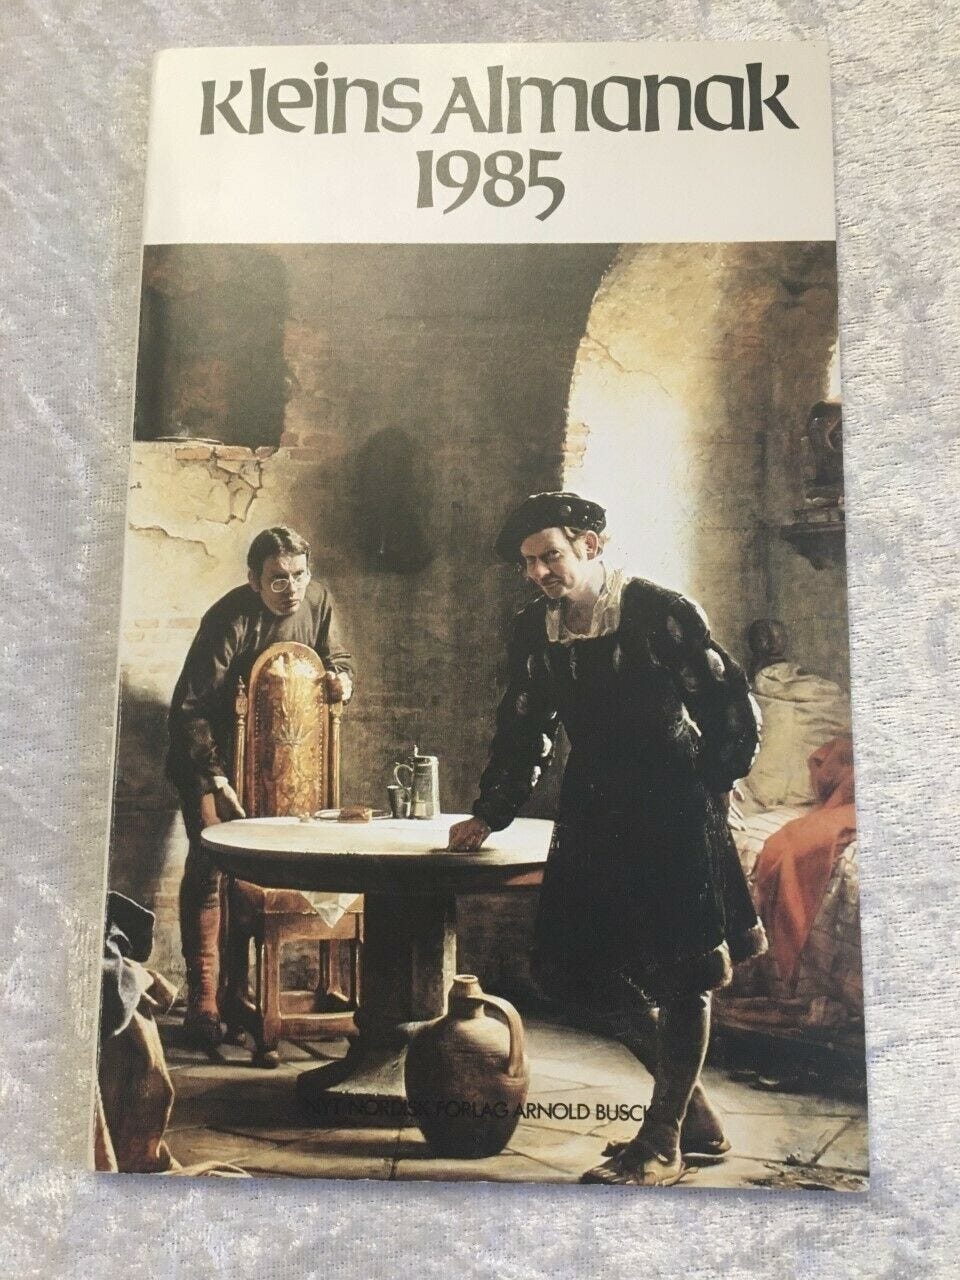 Kleins Almanak
1985
NYT NORDISK FORLAG ARNOLD BUSCK